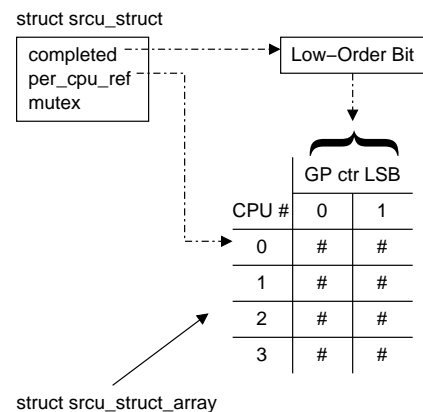 struct srcu_struct
completed
per_cpu_ref
mutex
Low−Order Bit
GP ctr LSB
CPU # 0 1
0 # #
1 # #
2 # #
3 # #
struct srcu_struct_array